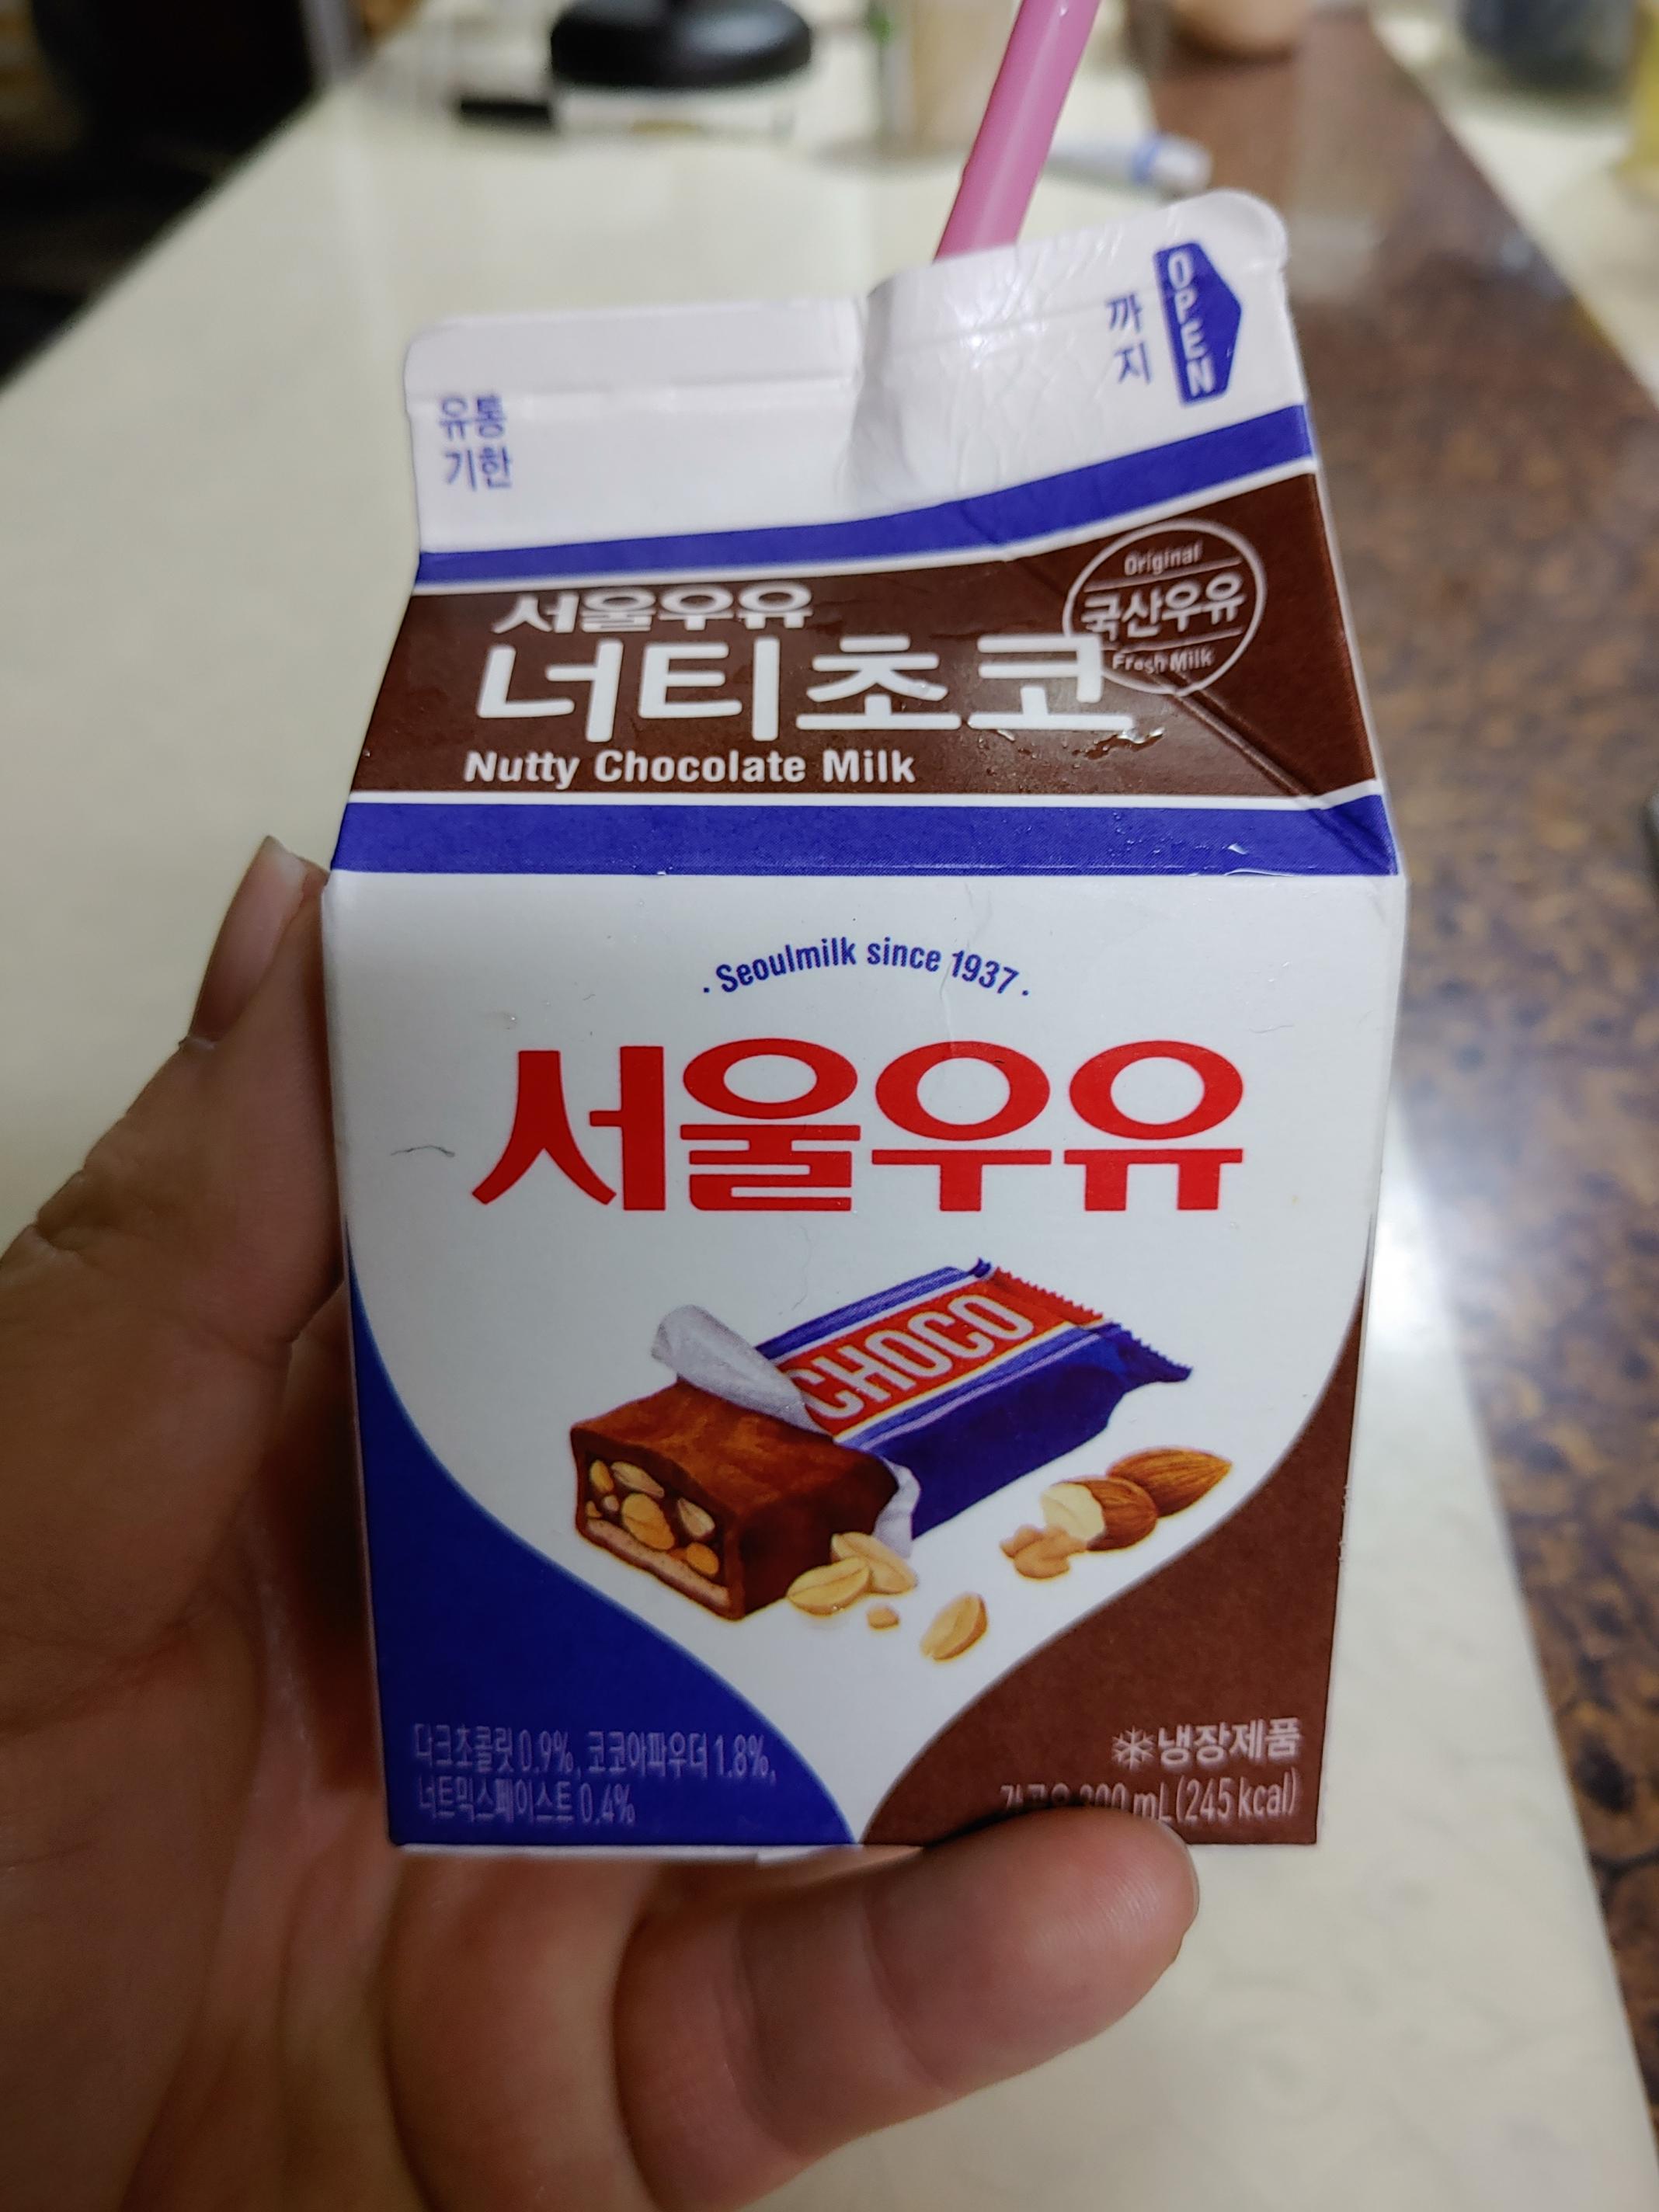 유통
기한
까
지
OPEN
서울우유
너티초코
Nutty Chocolate Milk
Original
국산우유
Fresh Milk
. Seoulmilk since 1937 .
서울우유
CHOCO
다크초콜릿 0.9%, 코코아파우더 1.8%,
너트믹스페이스트 0.4%
냉장제품
mL (245 kcal)